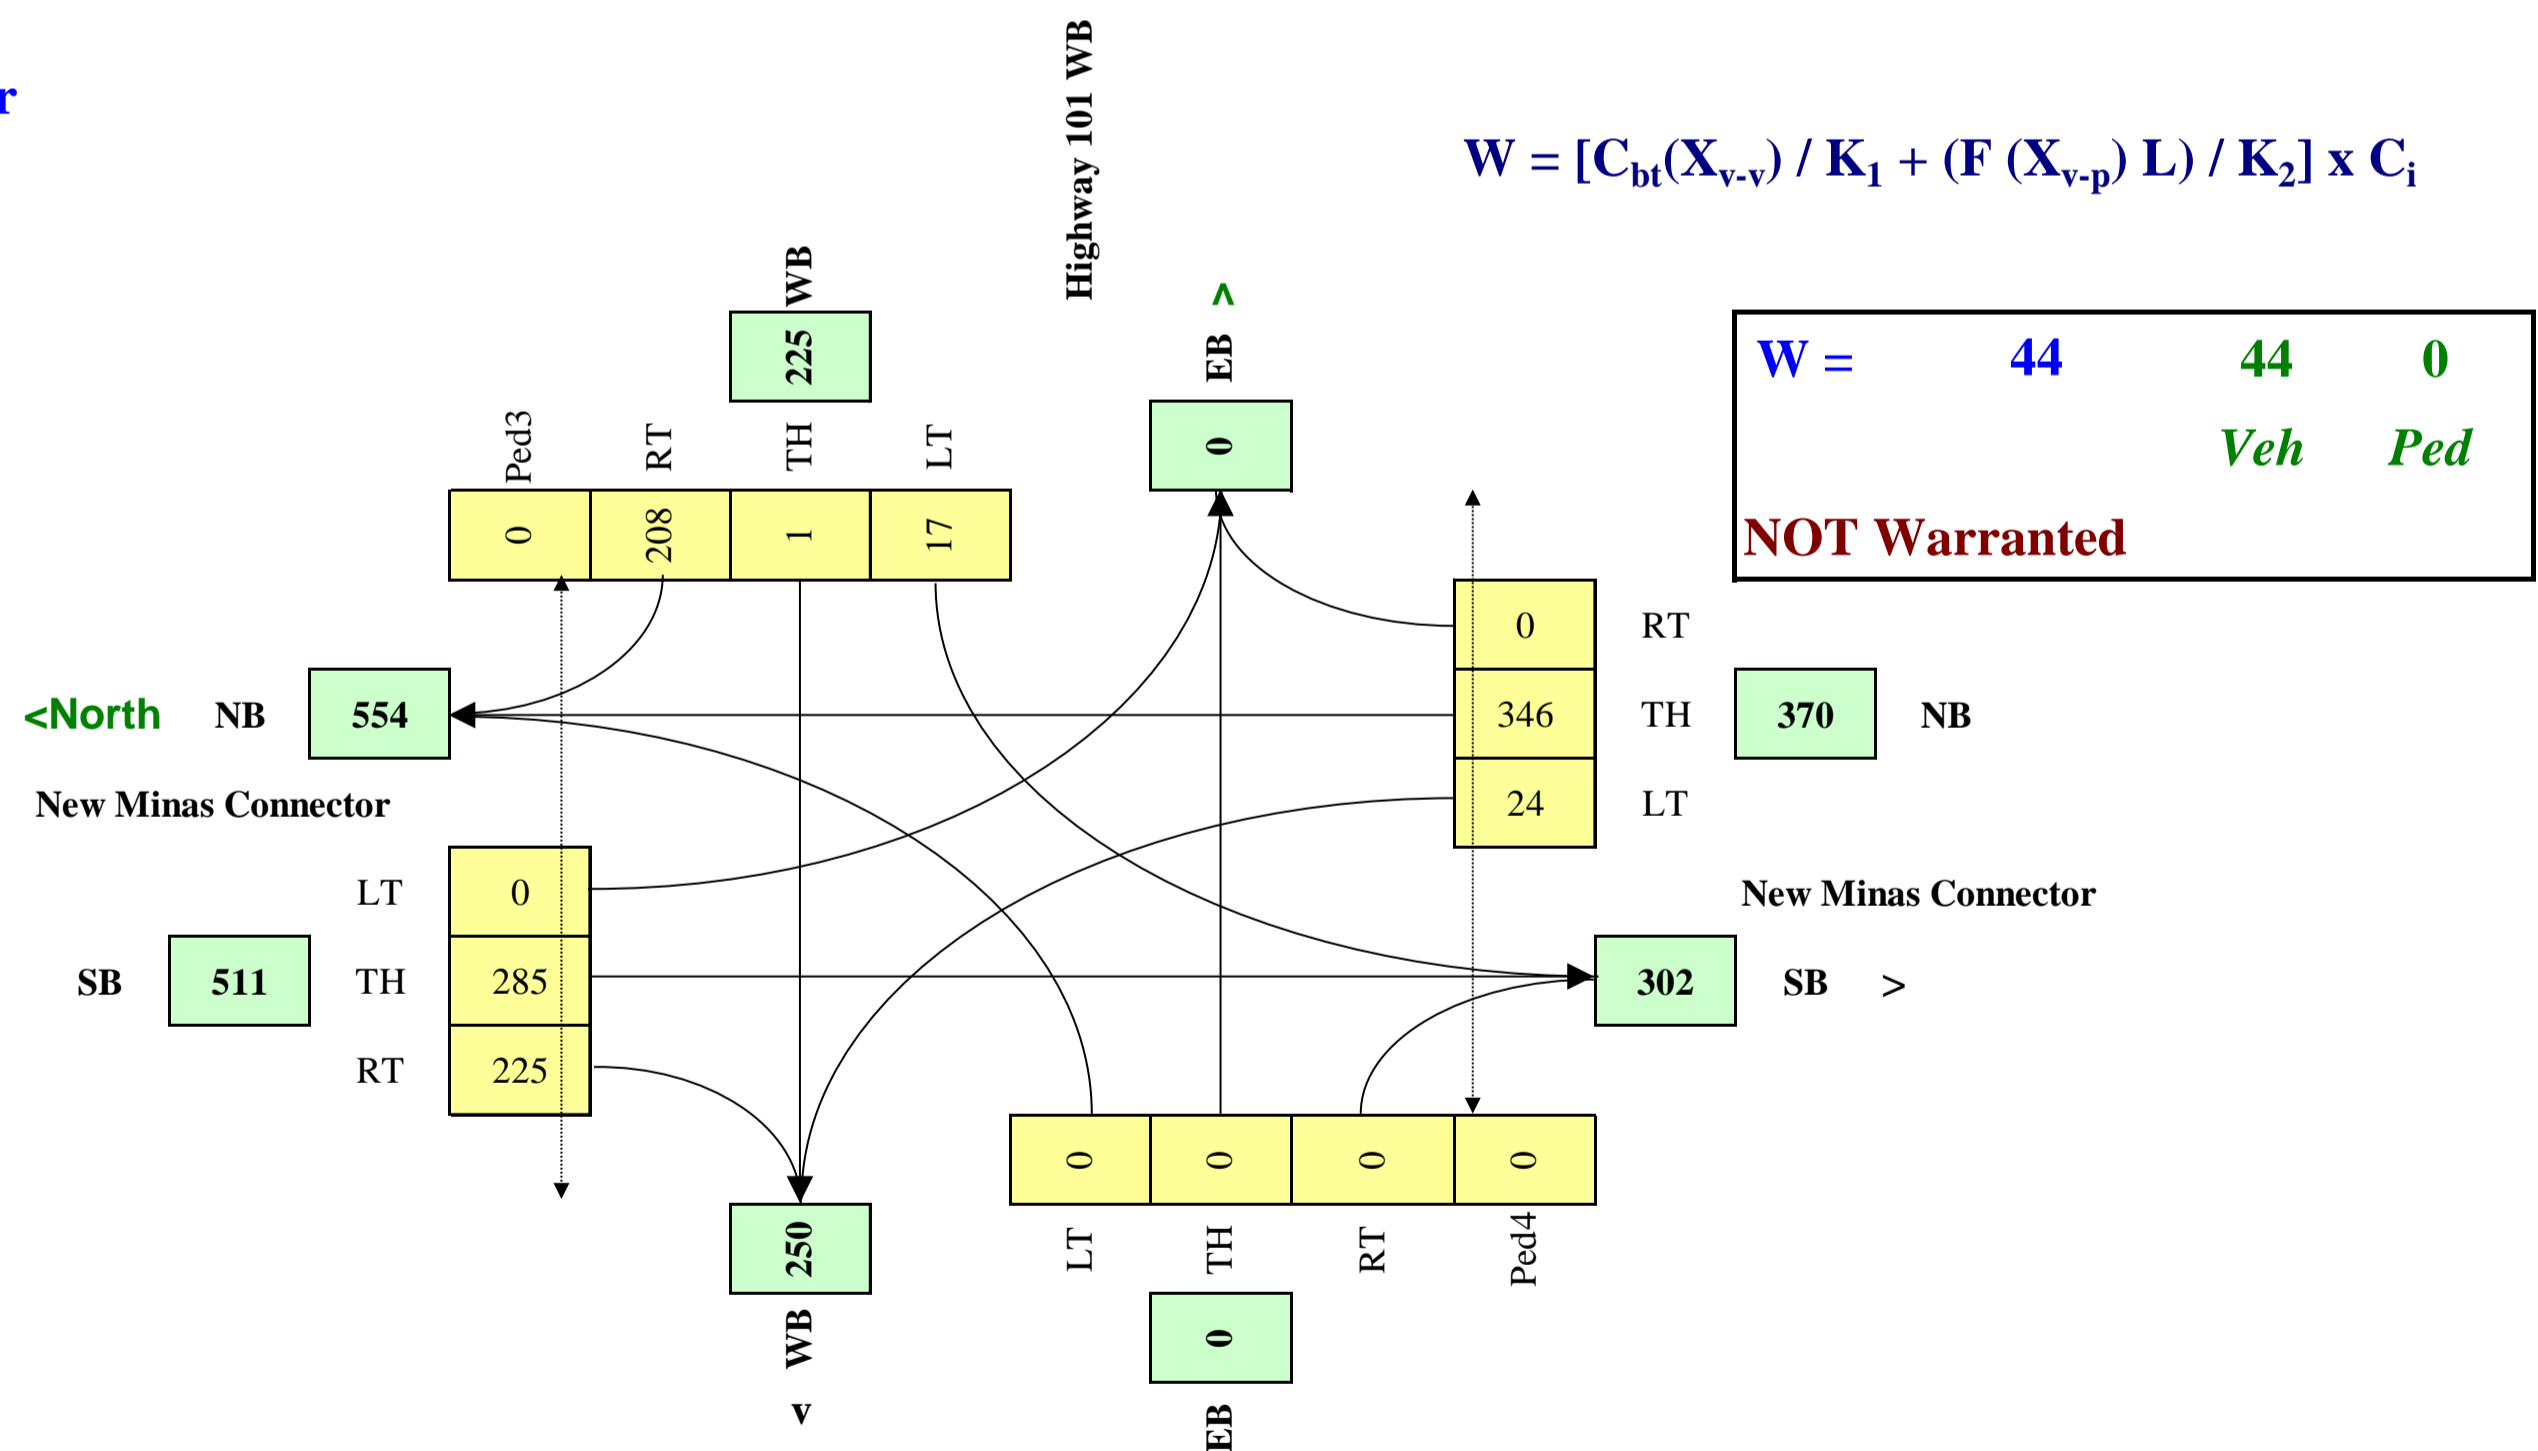 r
Highway 101 WB
W = [Cbt(Xv-v) / K1 + (F (Xv-p) L) / K2] x Ci
WB
225
^
EB
0
W = 44 44 0
Veh Ped
NOT Warranted
Ped3 RT TH LT
0 208 1 17
0 RT
346 TH 370 NB
24 LT
<North NB 554
New Minas Connector
LT 0
SB 511 TH 285
RT 225
New Minas Connector
302 SB >
0 0 0 0
LT TH RT Ped4
250
WB
v
0
EB